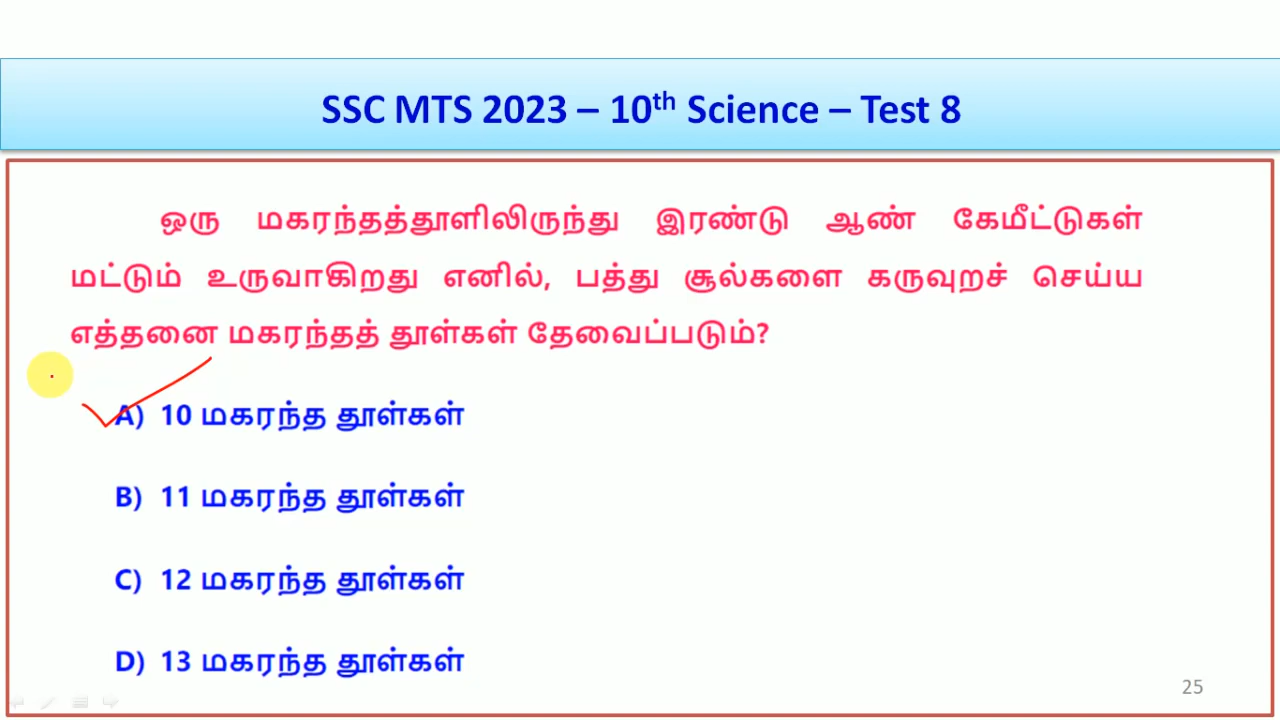 SSC MTS 2023 – 10th Science – Test 8
ஒரு மகரந்தத்தூளிலிருந்து இரண்டு ஆண் கேமீட்டுகள்
மட்டும் உருவாகிறது எனில், பத்து சூல்களை கருவுறச் செய்ய
எத்தனை மகரந்தத் தூள்கள் தேவைப்படும்?
A) 10 மகரந்த தூள்கள்
B) 11 மகரந்த தூள்கள்
C) 12 மகரந்த தூள்கள்
D) 13 மகரந்த தூள்கள்
25